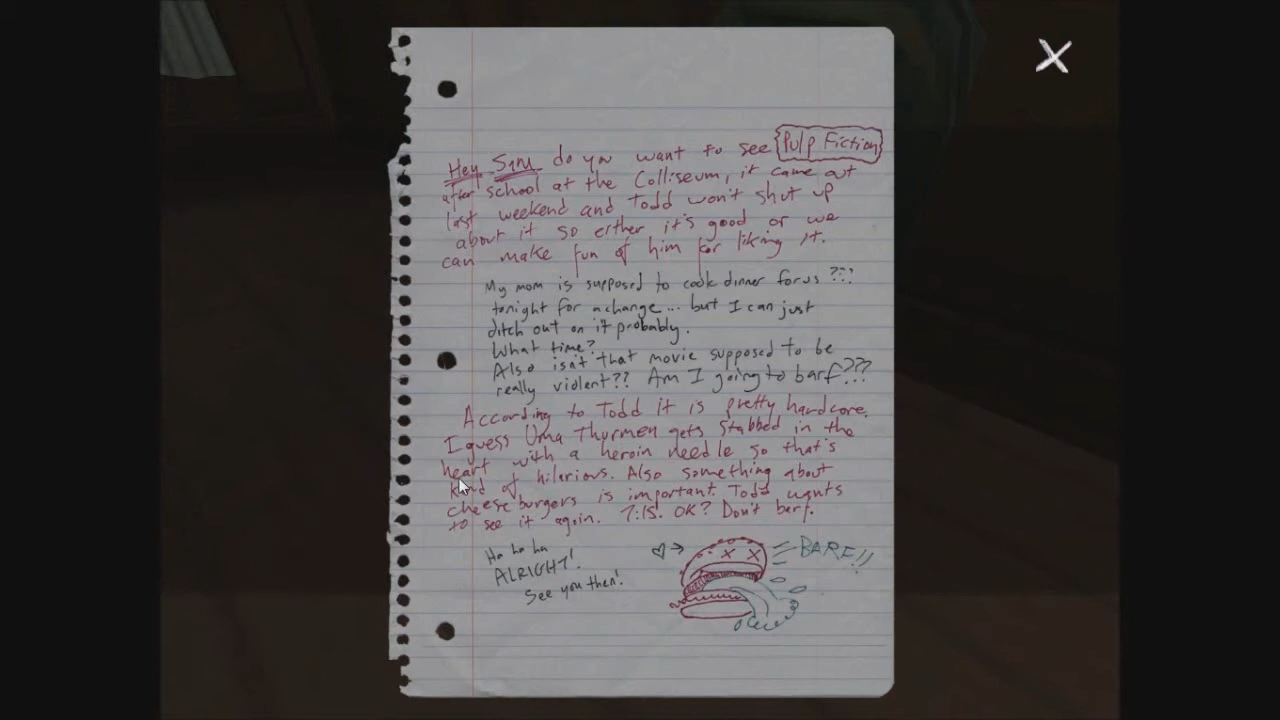 Hey Sam do you want to see Pulp Fiction
after school at the Colliseum, it came out
last weekend and Todd won't shut up
about it so either it's good or we
can make fun of him for liking it.
My mom is supposed to cook dinner for us ???
tonight for a change... but I can just
ditch out on it probably.
What time?
Also isn't that movie supposed to be
really violent?? Am I going to barf???
According to Todd it is pretty hardcore,
I guess Uma Thurmen gets stabbed in the
heart with a heroin needle so that's
kind of hilarious. Also something about
cheeseburgers is important. Todd wants
to see it again. 7:15. OK? Don't barf.
Ha ha ha
ALRIGHT!
See you then!
BARF!!